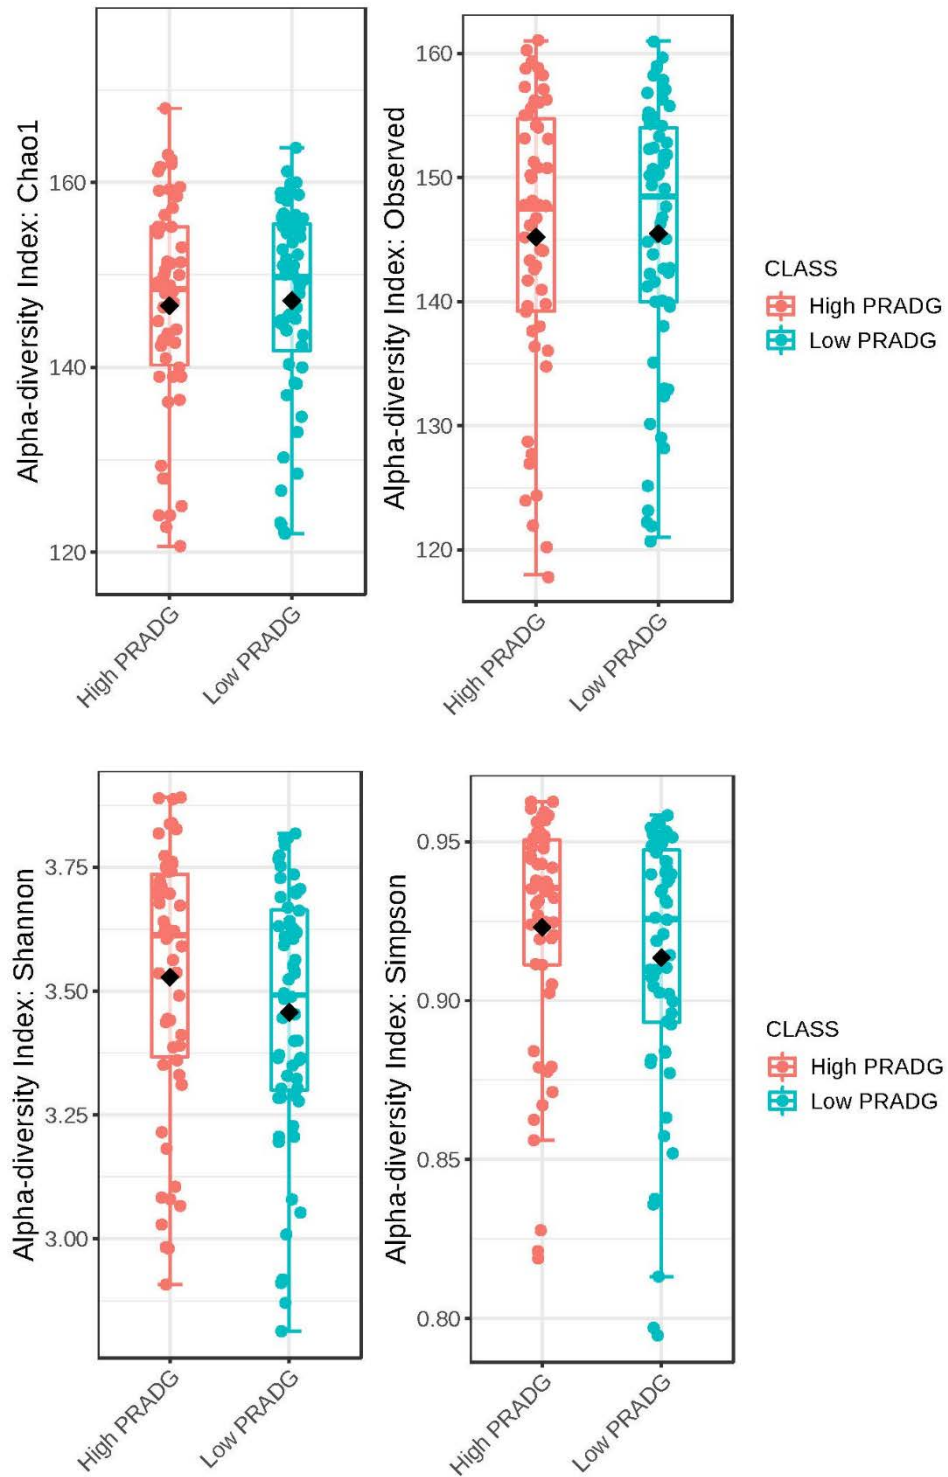 Alpha-diversity Index: Chao1
160
140
120
High PRADG
Low PRADG
Alpha-diversity Index: Observed
160
150
140
130
120
High PRADG
Low PRADG
CLASS
High PRADG
Low PRADG
Alpha-diversity Index: Shannon
3.75
3.50
3.25
3.00
High PRADG
Low PRADG
Alpha-diversity Index: Simpson
0.95
0.90
0.85
0.80
High PRADG
Low PRADG
CLASS
High PRADG
Low PRADG